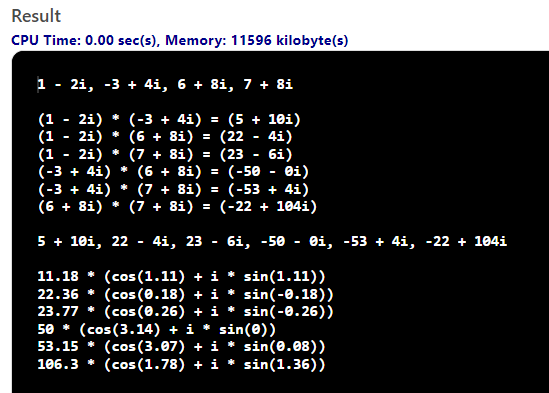 Result
CPU Time: 0.00 sec(s), Memory: 11596 kilobyte(s)
1 - 2i, -3 + 4i, 6 + 8i, 7 + 8i
(1 - 2i) * (-3 + 4i) = (5 + 10i)
(1 - 2i) * (6 + 8i) = (22 - 4i)
(1 - 2i) * (7 + 8i) = (23 - 6i)
(-3 + 4i) * (6 + 8i) = (-50 - 0i)
(-3 + 4i) * (7 + 8i) = (-53 + 4i)
(6 + 8i) * (7 + 8i) = (-22 + 104i)
5 + 10i, 22 - 4i, 23 - 6i, -50 - 0i, -53 + 4i, -22 + 104i
11.18 * (cos(1.11) + i * sin(1.11))
22.36 * (cos(0.18) + i * sin(-0.18))
23.77 * (cos(0.26) + i * sin(-0.26))
50 * (cos(3.14) + i * sin(0))
53.15 * (cos(3.07) + i * sin(0.08))
106.3 * (cos(1.78) + i * sin(1.36))